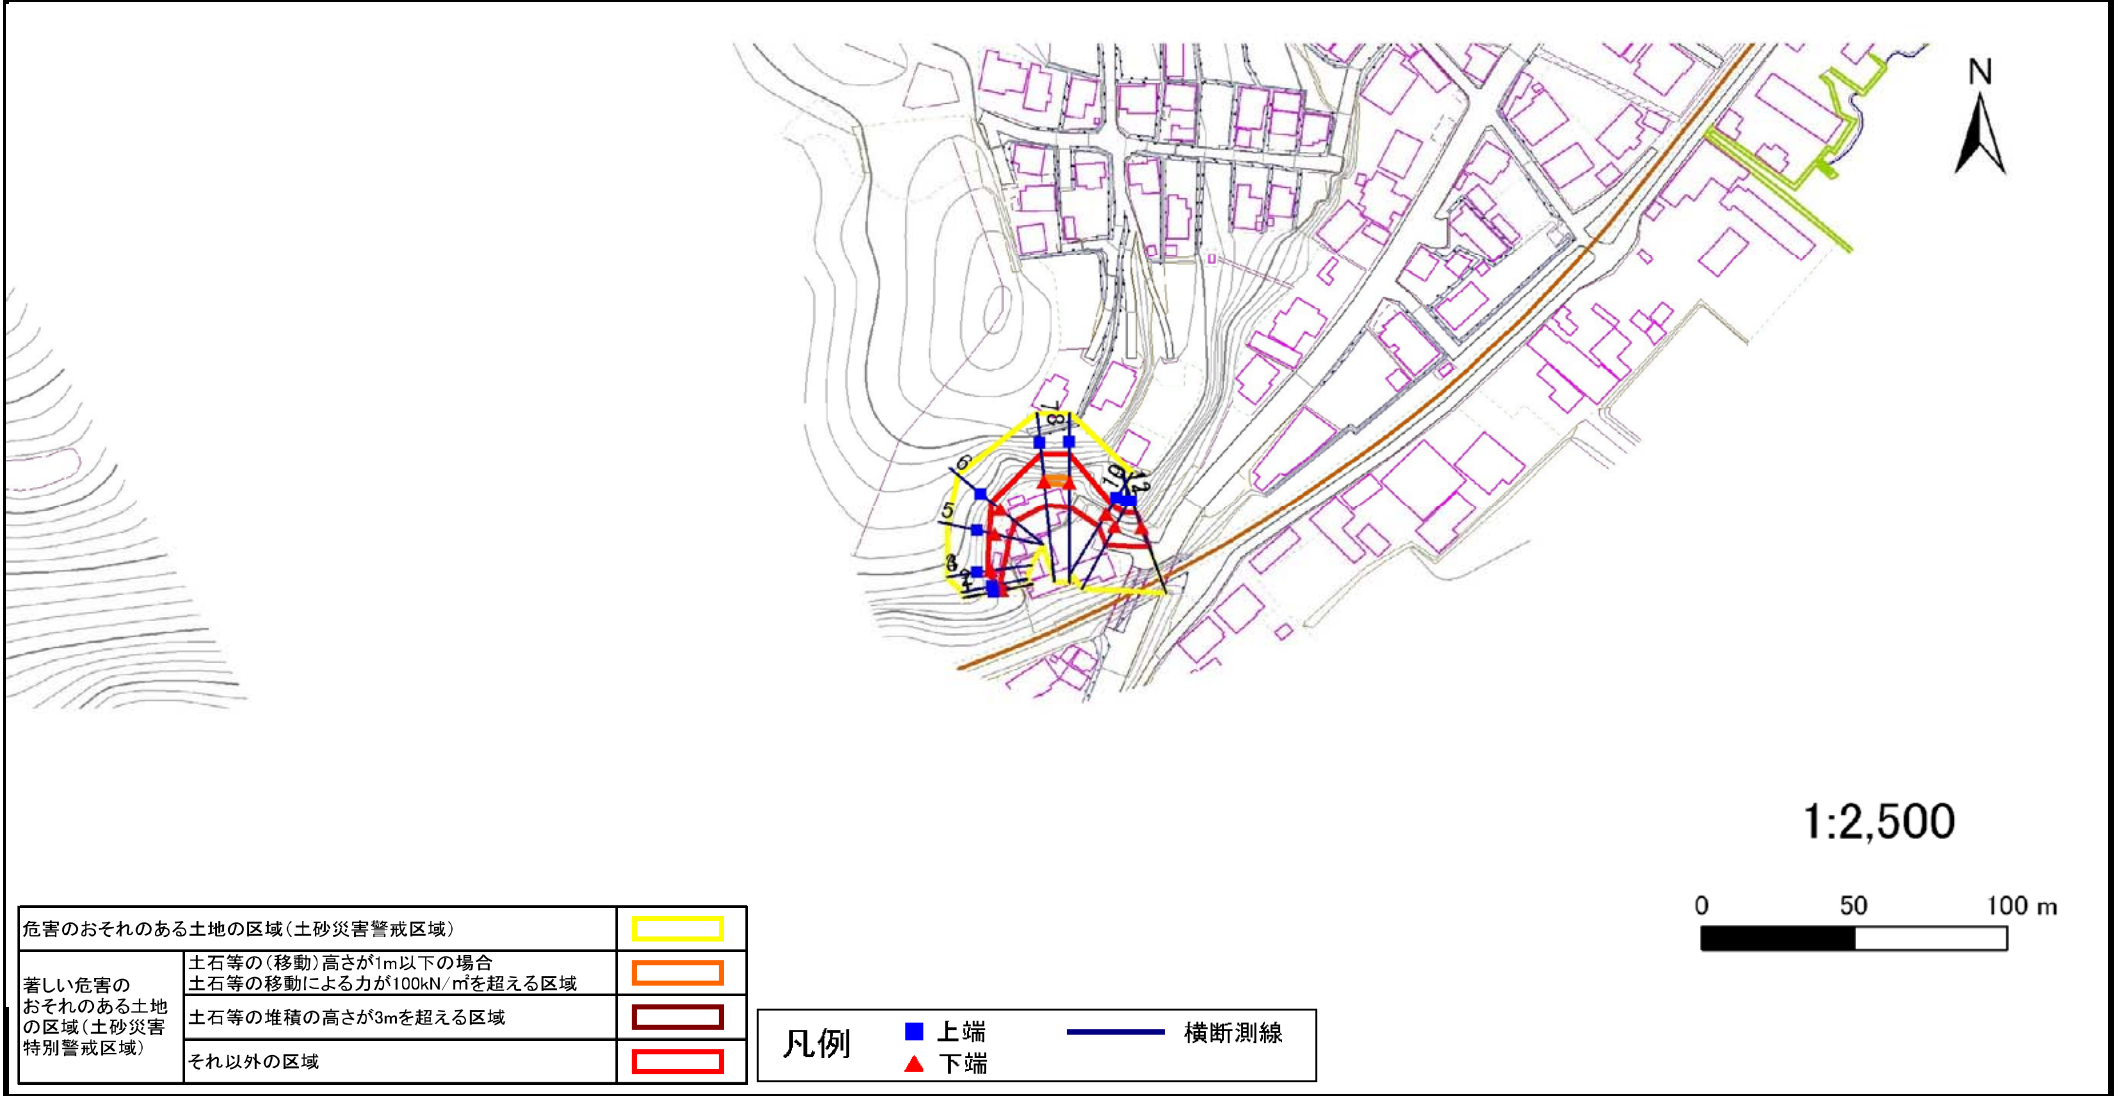 N
7
8
6
5
1:2,500
0 50 100 m
危害のおそれのある土地の区域(土砂災害警戒区域)
著しい危害の
おそれのある土地
の区域(土砂災害
特別警戒区域)
土石等の(移動)高さが1m以下の場合
土石等の移動による力が100kN/㎡を超える区域
土石等の堆積の高さが3mを超える区域
それ以外の区域
凡例
上端
下端
横断測線